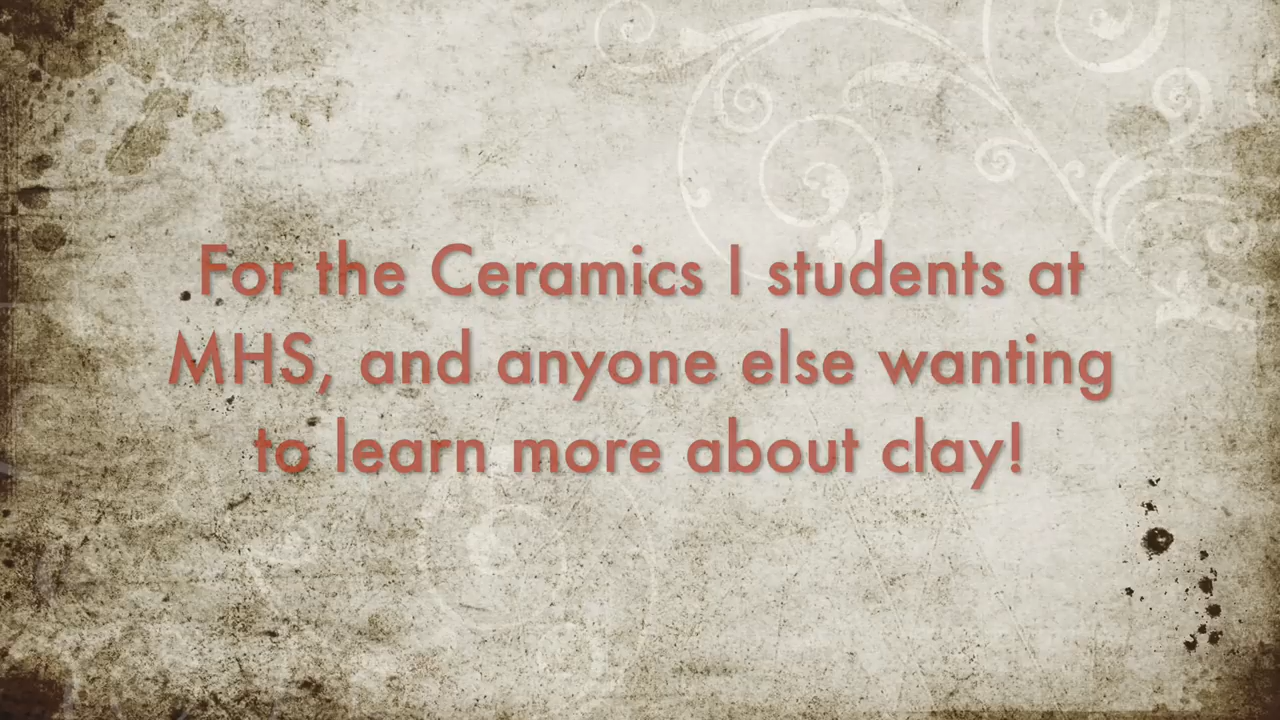 For the Ceramics I students at
MHS, and anyone else wanting
to learn more about clay!